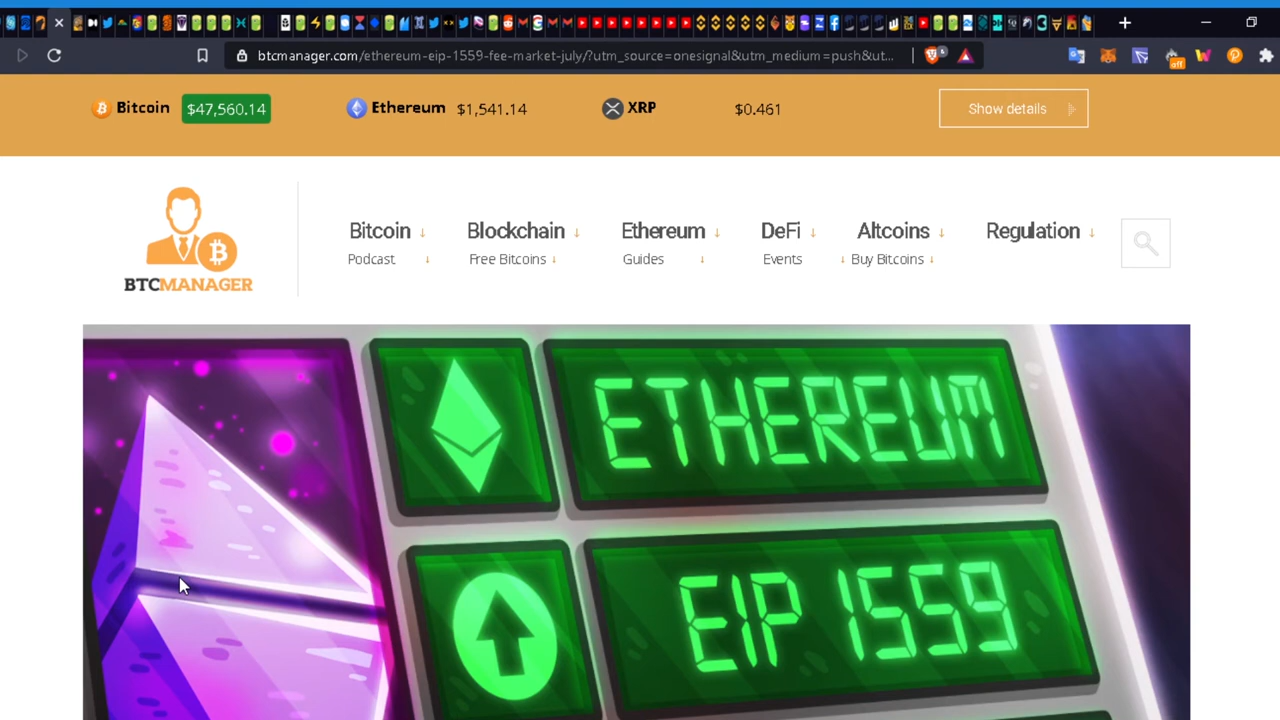 btcmanager.com/ethereum-eip-1559-fee-market-july/?utm_source=onesignal&utm_medium=push&ut...
6
off
Bitcoin $47,560.14 Ethereum $1,541.14 XRP $0.461 Show details
Bitcoin Blockchain Ethereum DeFi Altcoins Regulation
Podcast Free Bitcoins Guides Events Buy Bitcoins
BTCMANAGER
ETHEREUM
EIP 1559